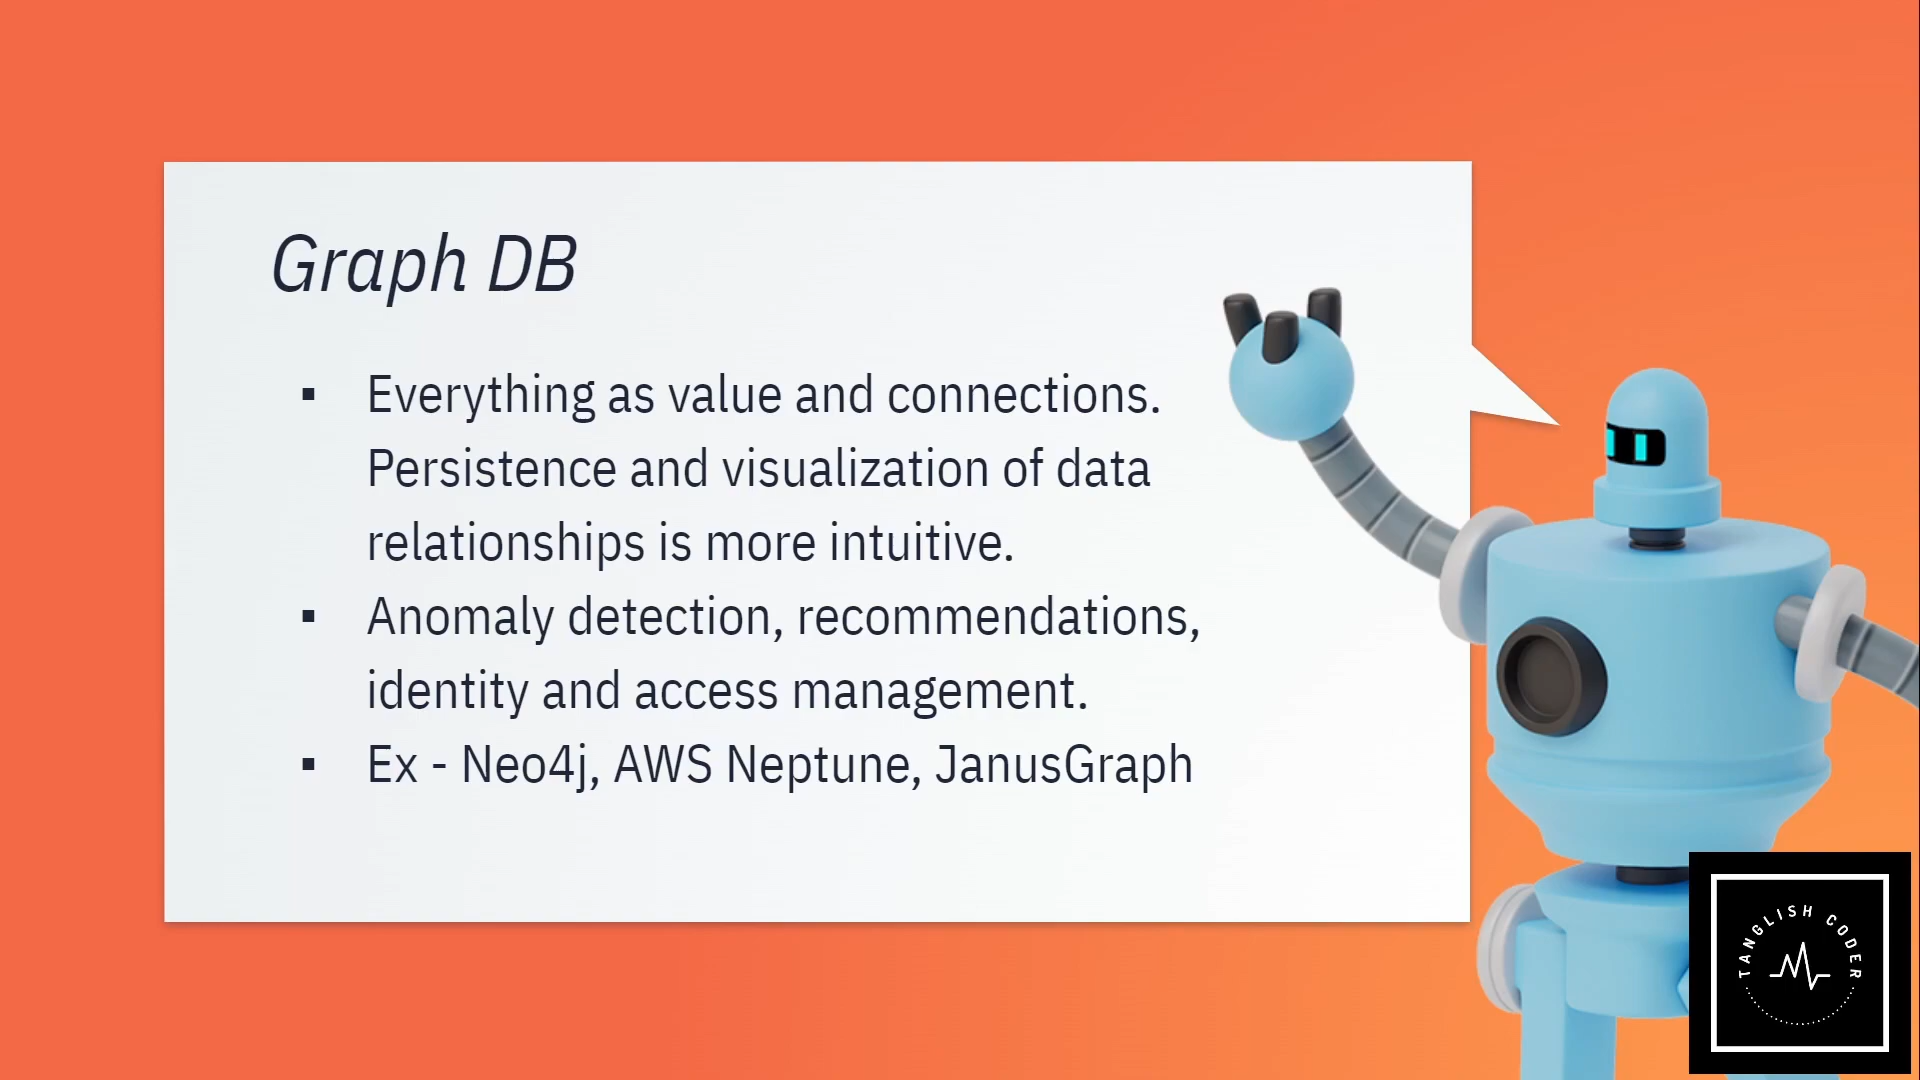 Graph DB
▪ Everything as value and connections.
Persistence and visualization of data
relationships is more intuitive.
▪ Anomaly detection, recommendations,
identity and access management.
▪ Ex - Neo4j, AWS Neptune, JanusGraph
TANGLISH CODER